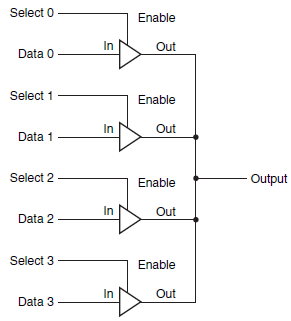 Select 0
Enable
Data 0
In
Out
Select 1
Enable
Data 1
In
Out
Select 2
Enable
Output
Data 2
In
Out
Select 3
Enable
Data 3
In
Out